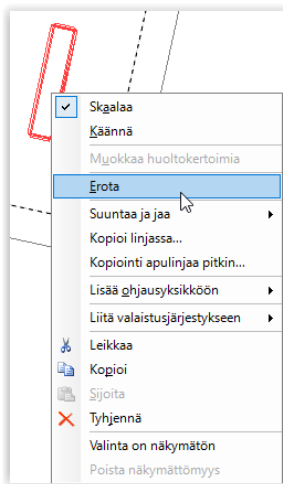 Skaalaa
Käännä
Muokkaa huoltokertoimia
Erota
Suuntaa ja jaa
Kopioi linjassa...
Kopiointi apulinjaa pitkin...
Lisää ohjausyksikköön
Liitä valaistusjärjestykseen
Leikkaa
Kopioi
Sijoita
Tyhjennä
Valinta on näkymätön
Poista näkymättömyys